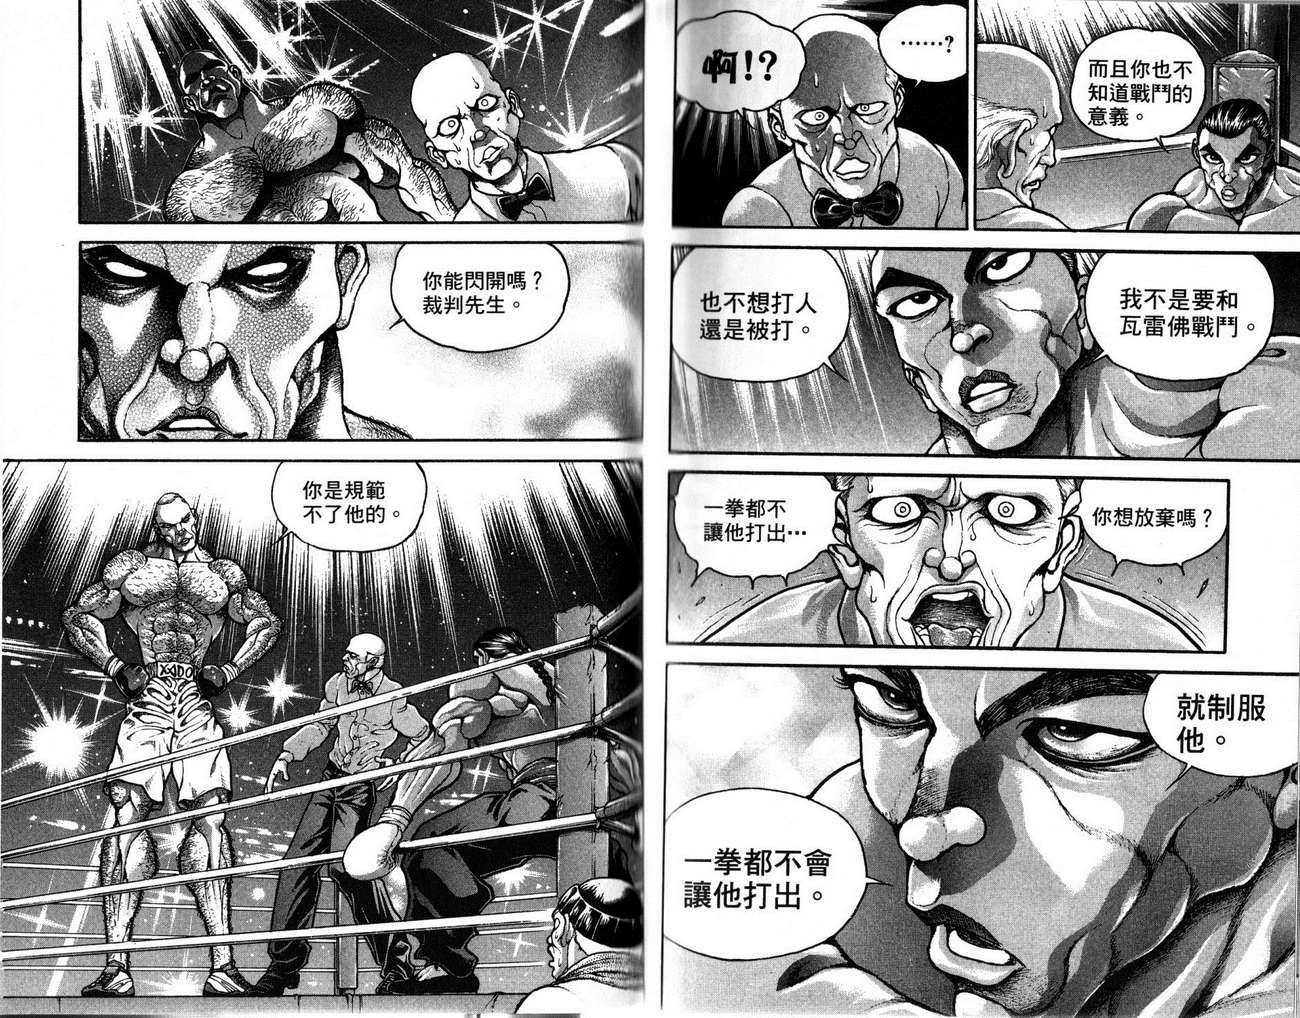 而且你也不
知道戰鬥的
意義。
……?
啊!?
我不是要和
瓦雷佛戰鬥。
也不想打人
還是被打。
你想放棄嗎?
一拳都不
讓他打出…
就制服
他。
一拳都不會
讓他打出。
你能閃開嗎?
裁判先生。
你是規範
不了他的。
XADO